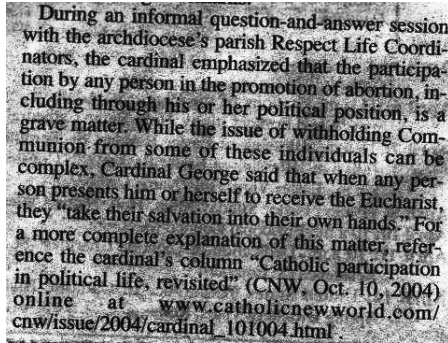 During an informal question-and-answer session
with the archdiocese's parish Respect Life Coordi-
nators, the cardinal emphasized that the participa-
tion by any person in the promotion of abortion, in-
cluding through his or her political position, is a
grave matter. While the issue of withholding Com-
munion from some of these individuals can be
complex, Cardinal George said that when any per-
son presents him or herself to receive the Eucharist,
they "take their salvation into their own hands." For
a more complete explanation of this matter, refer-
ence the cardinal's column "Catholic participation
in political life, revisited" (CNW, Oct. 10, 2004)
online at www.catholicnewworld.com/
cnw/issue/2004/cardinal_101004.html.